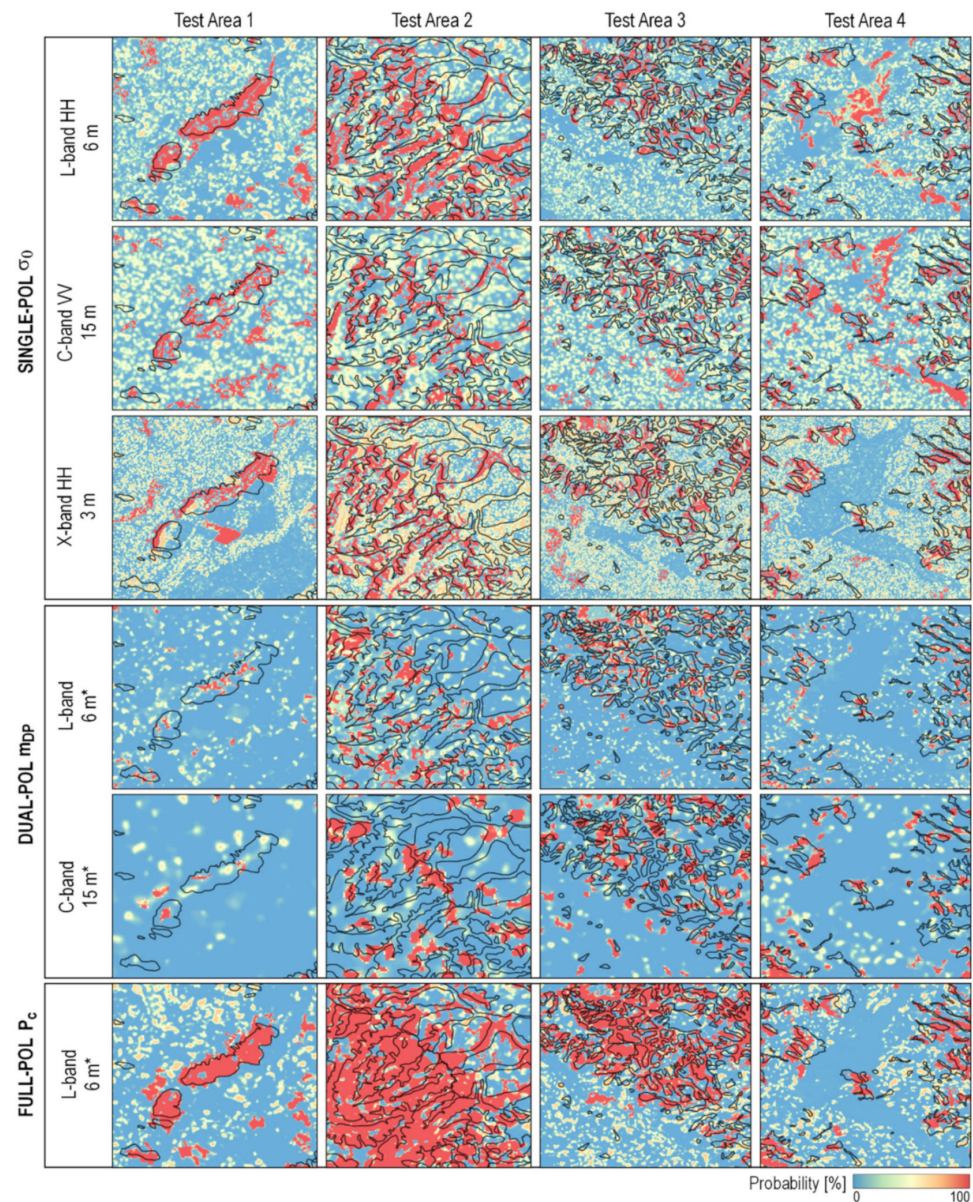 Test Area 1 Test Area 2 Test Area 3 Test Area 4
SINGLE-POL σ0
L-band HH
6 m
C-band VV
15 m
X-band HH
3 m
DUAL-POL mDP
L-band
6 m*
C-band
15 m*
FULL-POL Pc
L-band
6 m*
Probability [%]
0 100